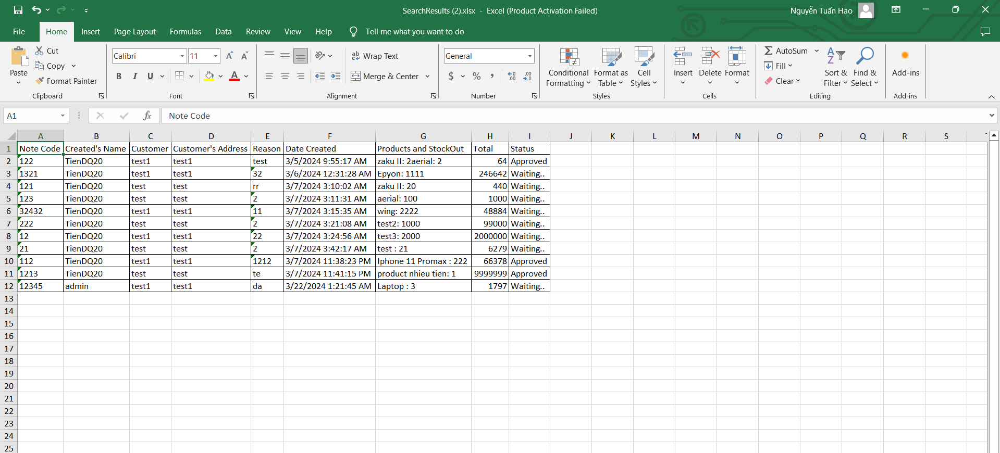 SearchResults (2).xlsx - Excel (Product Activation Failed)
Nguyễn Tuấn Hào
File Home Insert Page Layout Formulas Data Review View Help Tell me what you want to do
Paste
Cut
Copy
Format Painter
Clipboard
Calibri 11
B I U A
Font
ab Wrap Text
Merge & Center
Alignment
General
$ % ,
Number
Conditional Formatting
Format as Table
Cell Styles
Styles
Insert Delete Format
Cells
AutoSum
Fill
Clear
Sort & Filter
Find & Select
Editing
Add-ins
Add-ins
A1 fx Note Code
A B C D E F G H I J K L M N O P Q R S
1 Note Code Created's Name Customer Customer's Address Reason Date Created Products and StockOut Total Status
2 122 TienDQ20 test1 test1 test 3/5/2024 9:55:17 AM zaku II: 2aerial: 2 64 Approved
3 1321 TienDQ20 test1 test1 32 3/6/2024 12:31:28 AM Epyon: 1111 246642 Waiting..
4 121 TienDQ20 test test rr 3/7/2024 3:10:02 AM zaku II: 20 440 Waiting..
5 123 TienDQ20 test test 2 3/7/2024 3:11:31 AM aerial: 100 1000 Waiting..
6 32432 TienDQ20 test1 test1 11 3/7/2024 3:15:35 AM wing: 2222 48884 Waiting..
7 222 TienDQ20 test test 2 3/7/2024 3:21:08 AM test2: 1000 99000 Waiting..
8 12 TienDQ20 test1 test1 22 3/7/2024 3:24:56 AM test3: 2000 2000000 Waiting..
9 21 TienDQ20 test test 2 3/7/2024 3:42:17 AM test : 21 6279 Waiting..
10 112 TienDQ20 test1 test1 1212 3/7/2024 11:38:23 PM Iphone 11 Promax : 222 66378 Approved
11 1213 TienDQ20 test test te 3/7/2024 11:41:15 PM product nhieu tien: 1 9999999 Approved
12 12345 admin test1 test1 da 3/22/2024 1:21:45 AM Laptop : 3 1797 Waiting..
13
14
15
16
17
18
19
20
21
22
23
24
25